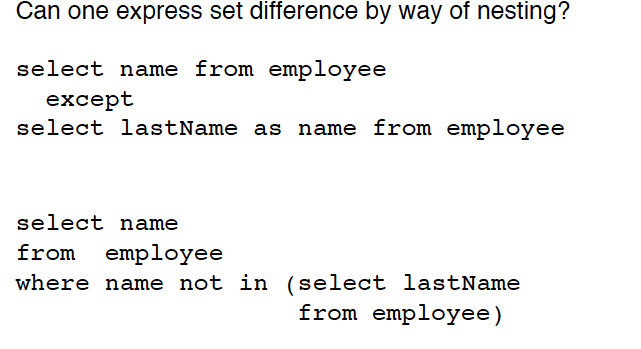 Can one express set difference by way of nesting?
select name from employee
except
select lastName as name from employee
select name
from employee
where name not in (select lastName
from employee)